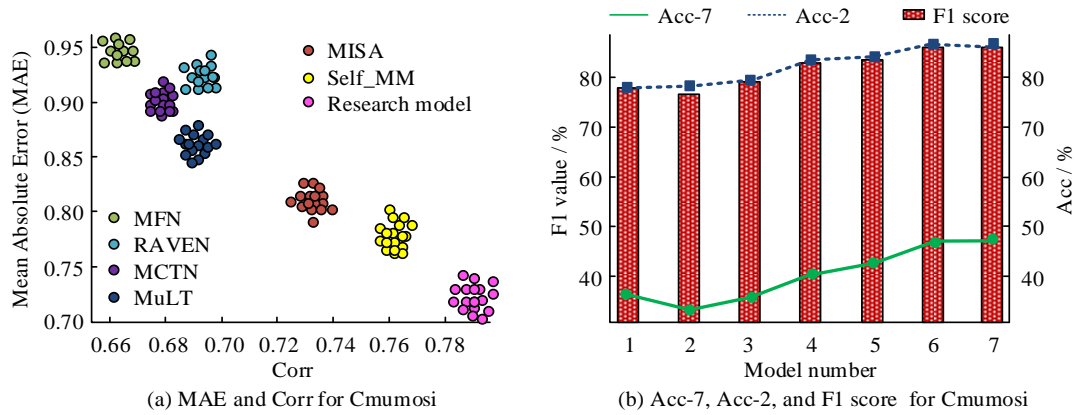 Mean Absolute Error (MAE)
0.95
0.90
0.85
0.80
0.75
0.70
MISA
Self_MM
Research model
MFN
RAVEN
MCTN
MuLT
0.66 0.68 0.70 0.72 0.74 0.76 0.78
Corr
(a) MAE and Corr for Cmumosi
Acc-7 Acc-2 F1 score
F1 value / %
80
70
60
50
40
Acc / %
80
70
60
50
40
1 2 3 4 5 6 7
Model number
(b) Acc-7, Acc-2, and F1 score for Cmumosi